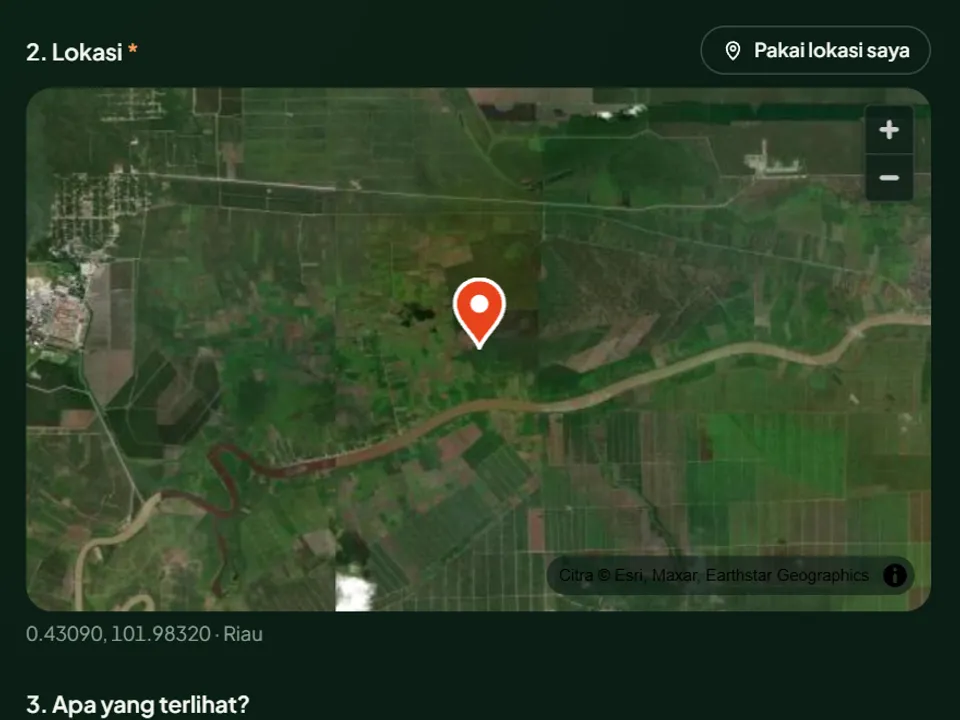 2. Lokasi *
Pakai lokasi saya
+
−
Citra © Esri, Maxar, Earthstar Geographics
0.43090, 101.98320 · Riau
3. Apa yang terlihat?